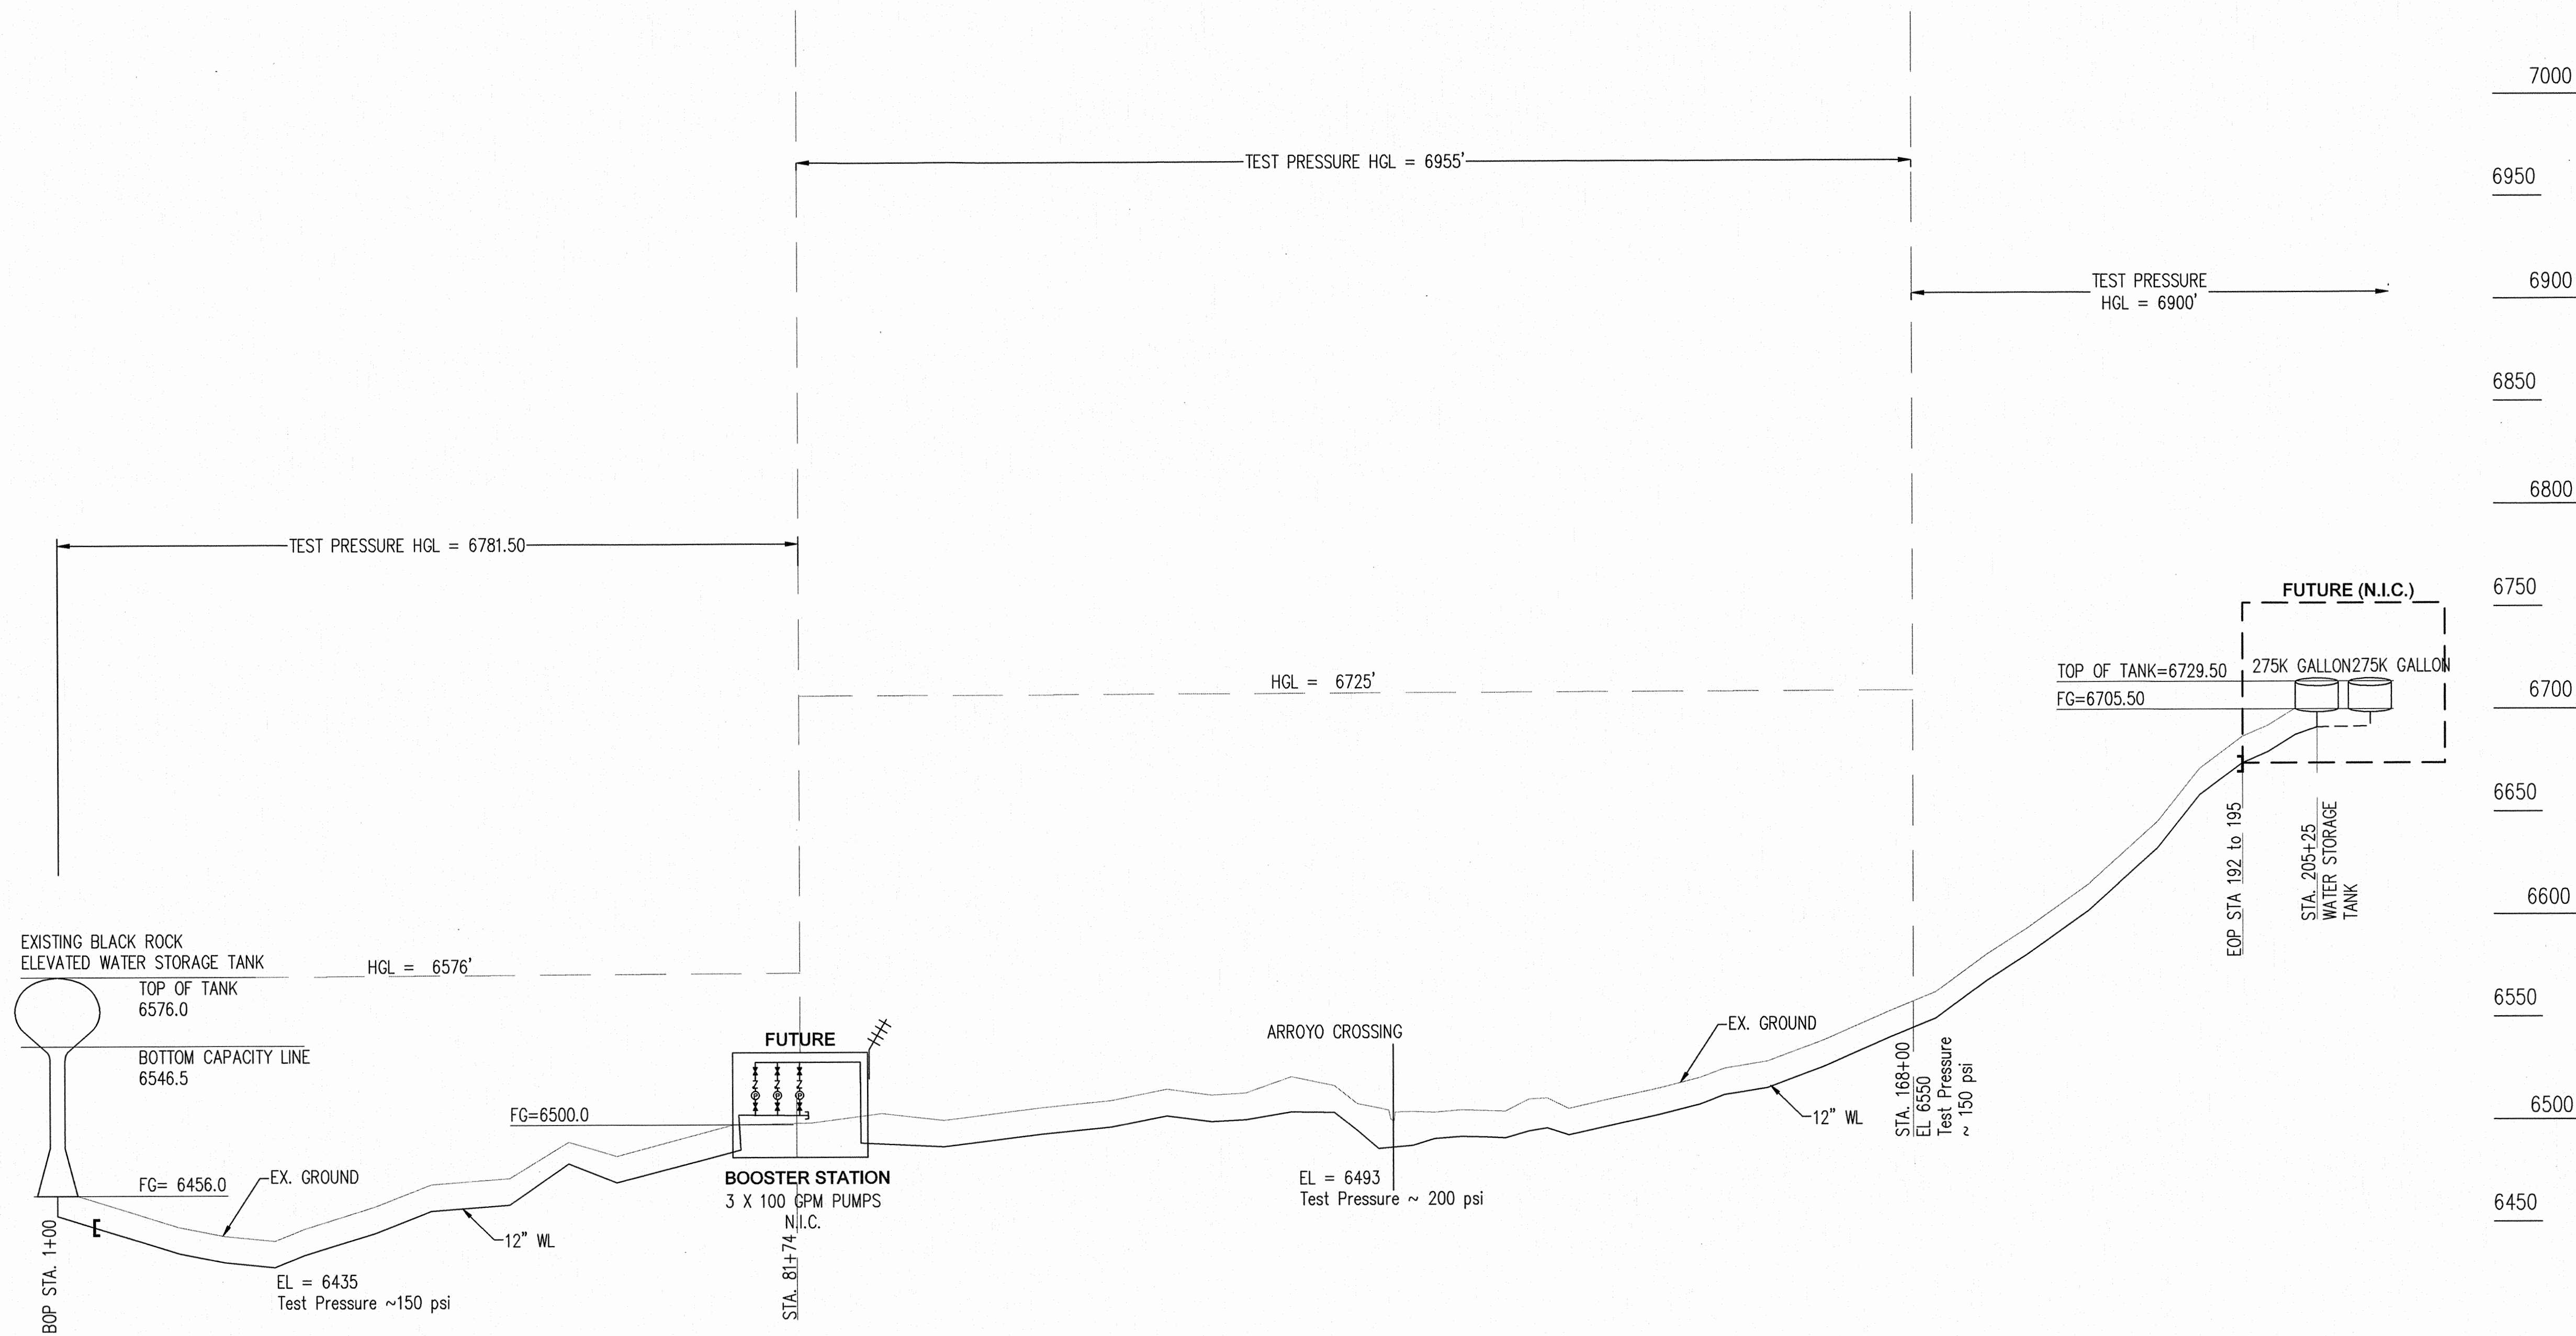 7000
TEST PRESSURE HGL = 6955'
6950
TEST PRESSURE
HGL = 6900'
6900
6850
6800
TEST PRESSURE HGL = 6781.50
FUTURE (N.I.C.)
6750
HGL = 6725'
TOP OF TANK=6729.50
275K GALLON
275K GALLON
FG=6705.50
6700
6650
EOP STA 192 to 195
STA. 205+25
WATER STORAGE
TANK
6600
EXISTING BLACK ROCK
ELEVATED WATER STORAGE TANK
HGL = 6576'
TOP OF TANK
6576.0
BOTTOM CAPACITY LINE
6546.5
6550
FUTURE
ARROYO CROSSING
EX. GROUND
P
P
P
FG=6500.0
12" WL
STA. 168+00
EL 6550
Test Pressure
~ 150 psi
6500
FG= 6456.0
EX. GROUND
BOOSTER STATION
3 X 100 GPM PUMPS
N.I.C.
EL = 6493
Test Pressure ~ 200 psi
6450
BOP STA. 1+00
12" WL
STA. 81+74
EL = 6435
Test Pressure ~150 psi